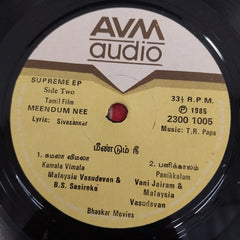 AVM
audio
SUPREME EP
Side Two
Tamil Film
MEENDUM NEE
Lyric: Sivasankar
33⅓ R.P.M.
Ⓟ 1985
2300 1005
Music: T.R. Papa
மீண்டும் நீ
1. கமலா விமலா
Kamala Vimala
Malaysia Vasudevan &
B.S. Sasireka
2. பனிக்காலம்
Panikkalam
Vani Jairam &
Malaysia
Vasudevan
Bhaskar Movies